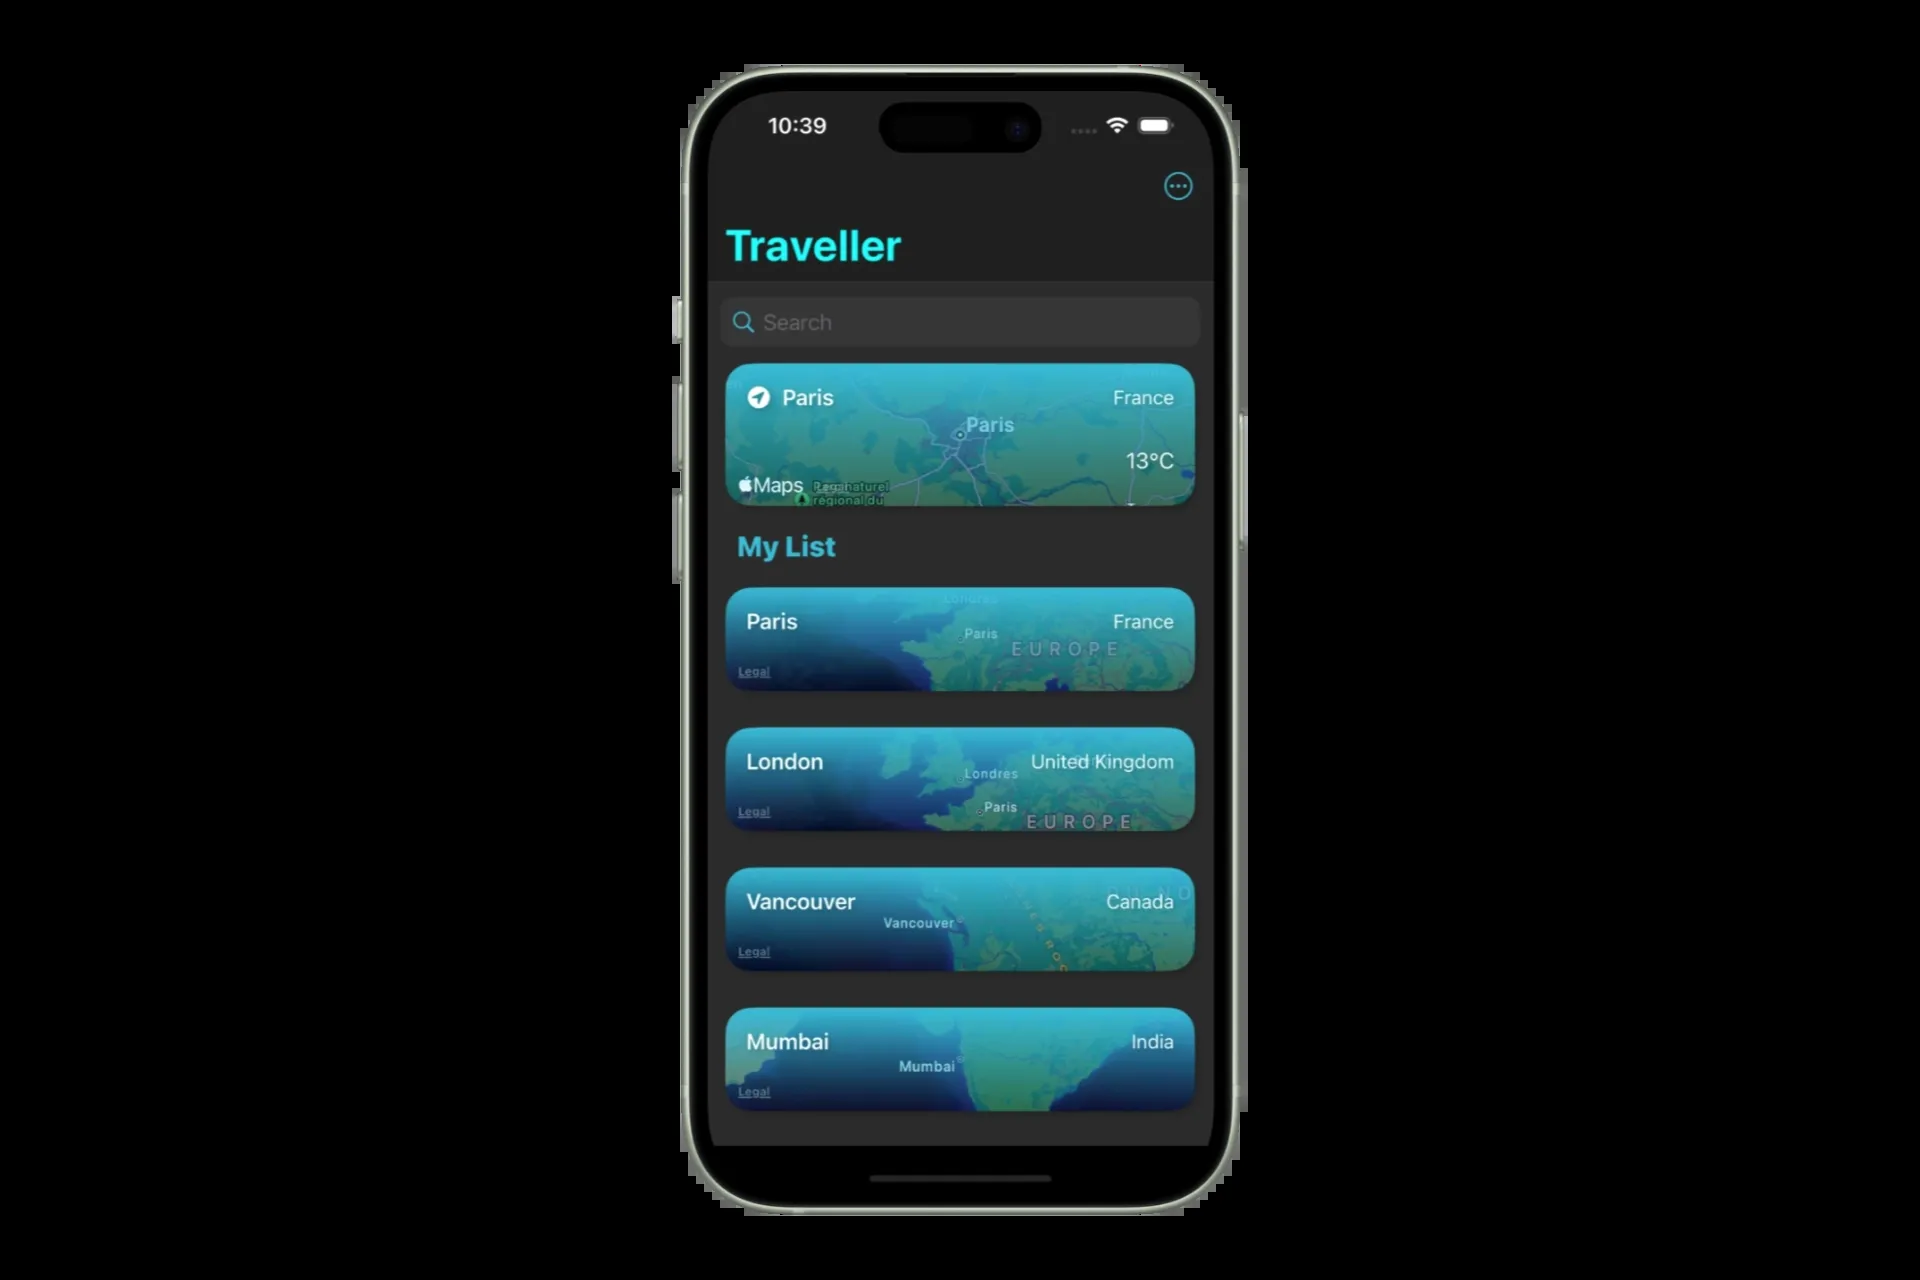 10:39
Traveller
Search
Paris France
Paris
13°C
Maps naturel
régional du
My List
Londres
Paris France
Paris
EUROPE
Legal
London United Kingdom
Londres
Paris
Legal
EUROPE
Vancouver Canada
Vancouver
Legal
Mumbai India
Mumbai
Legal